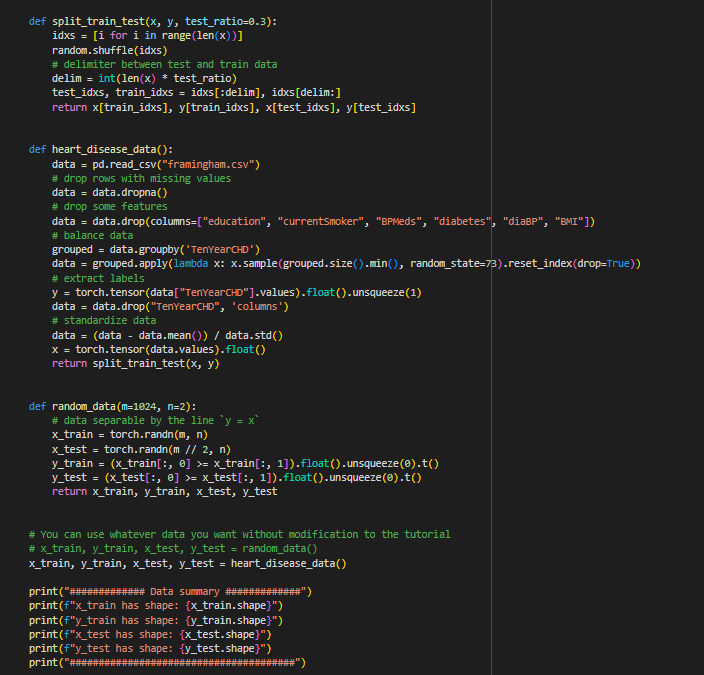 def split_train_test(x, y, test_ratio=0.3):
    idxs = [i for i in range(len(x))]
    random.shuffle(idxs)
    # delimiter between test and train data
    delim = int(len(x) * test_ratio)
    test_idxs, train_idxs = idxs[:delim], idxs[delim:]
    return x[train_idxs], y[train_idxs], x[test_idxs], y[test_idxs]
def heart_disease_data():
    data = pd.read_csv("framingham.csv")
    # drop rows with missing values
    data = data.dropna()
    # drop some features
    data = data.drop(columns=["education", "currentSmoker", "BPMeds", "diabetes", "diaBP", "BMI"])
    # balance data
    grouped = data.groupby('TenYearCHD')
    data = grouped.apply(lambda x: x.sample(grouped.size().min(), random_state=73).reset_index(drop=True))
    # extract labels
    y = torch.tensor(data["TenYearCHD"].values).float().unsqueeze(1)
    data = data.drop("TenYearCHD", 'columns')
    # standardize data
    data = (data - data.mean()) / data.std()
    x = torch.tensor(data.values).float()
    return split_train_test(x, y)
def random_data(m=1024, n=2):
    # data separable by the line `y = x`
    x_train = torch.randn(m, n)
    x_test = torch.randn(m // 2, n)
    y_train = (x_train[:, 0] >= x_train[:, 1]).float().unsqueeze(0).t()
    y_test = (x_test[:, 0] >= x_test[:, 1]).float().unsqueeze(0).t()
    return x_train, y_train, x_test, y_test
# You can use whatever data you want without modification to the tutorial
# x_train, y_train, x_test, y_test = random_data()
x_train, y_train, x_test, y_test = heart_disease_data()
print("############# Data summary #############")
print(f"x_train has shape: {x_train.shape}")
print(f"y_train has shape: {y_train.shape}")
print(f"x_test has shape: {x_test.shape}")
print(f"y_test has shape: {y_test.shape}")
print("#######################################")